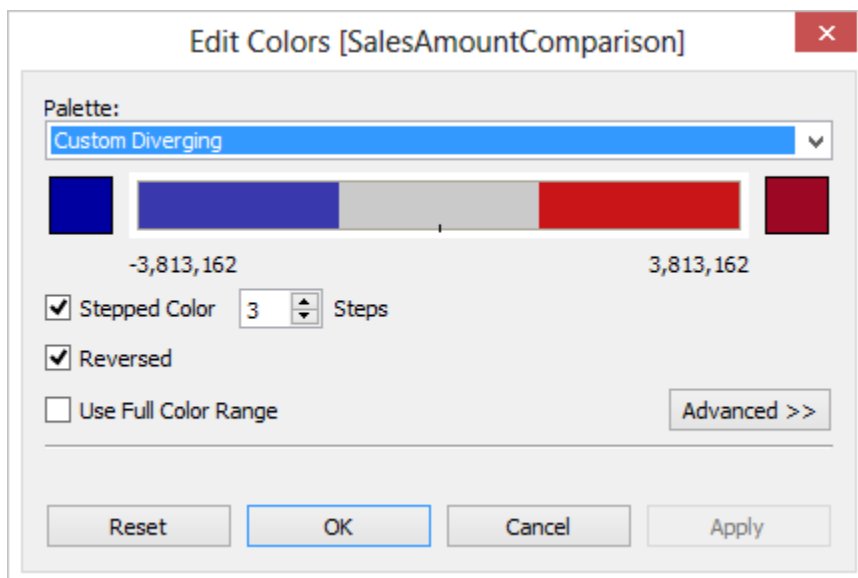 Edit Colors [SalesAmountComparison]
Palette:
Custom Diverging
-3,813,162 3,813,162
Stepped Color 3 Steps
Reversed
Use Full Color Range Advanced >>
Reset OK Cancel Apply